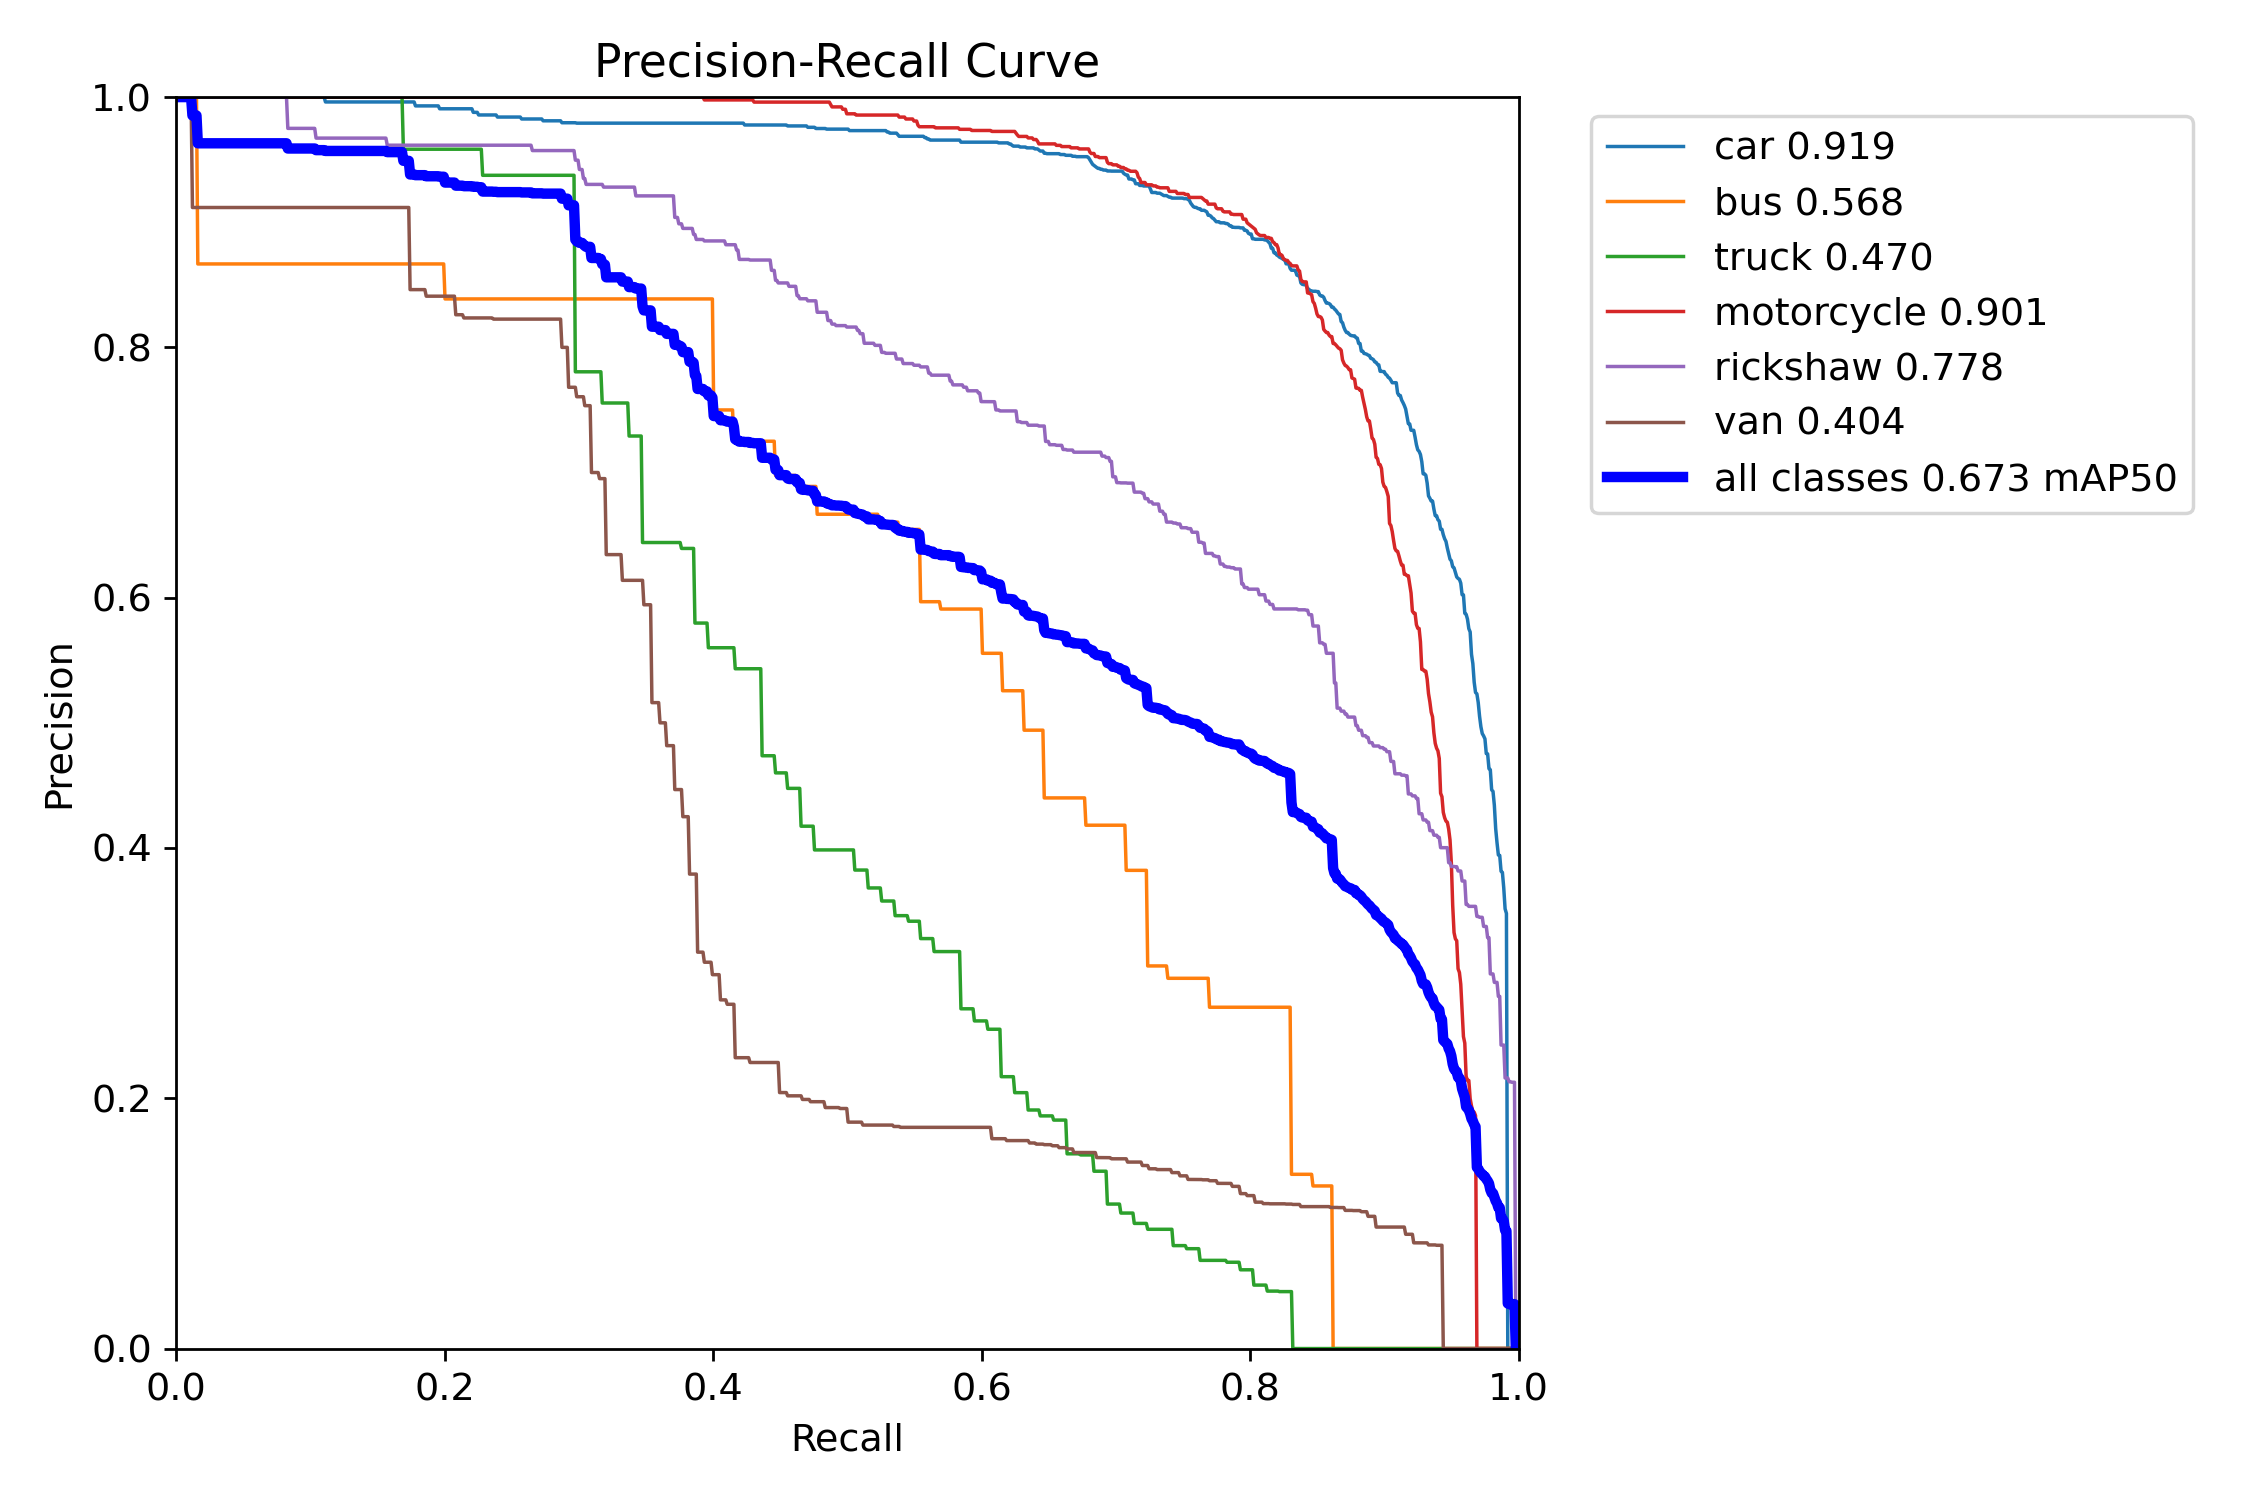 Precision-Recall Curve
1.0
0.8
0.6
0.4
0.2
0.0
Precision
0.0 0.2 0.4 0.6 0.8 1.0
Recall
car 0.919
bus 0.568
truck 0.470
motorcycle 0.901
rickshaw 0.778
van 0.404
all classes 0.673 mAP50